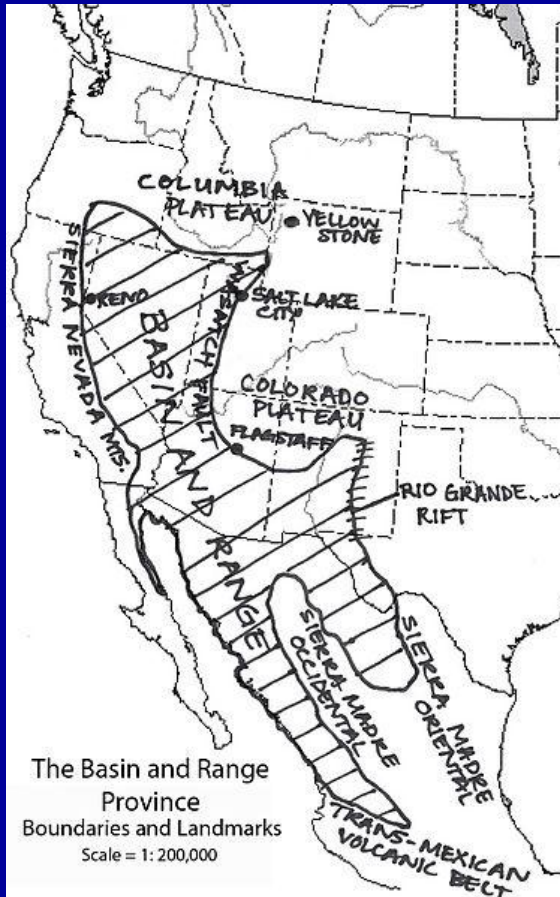 COLUMBIA
PLATEAU
YELLOW
STONE
SIERRA NEVADA MTS.
RENO
WASATCH FAULT
SALT LAKE
CITY
BASIN AND RANGE
COLORADO
PLATEAU
FLAGSTAFF
RIO GRANDE
RIFT
SIERRA MADRE
OCCIDENTAL
SIERRA MADRE
ORIENTAL
TRANS-MEXICAN
VOLCANIC BELT
The Basin and Range
Province
Boundaries and Landmarks
Scale = 1: 200,000